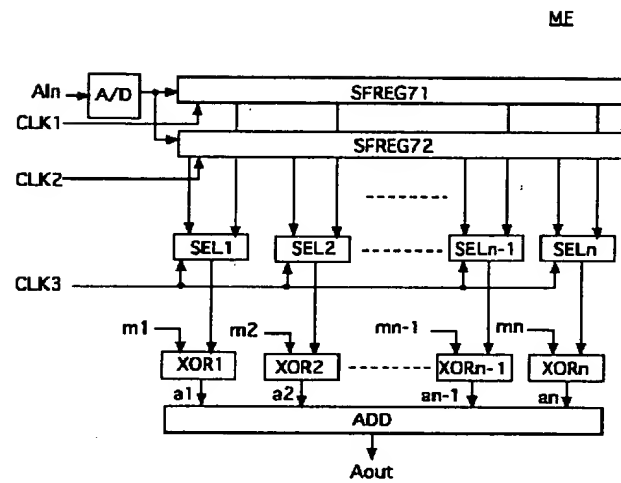 MF
AIn
A/D
SFREG71
CLK1
SFREG72
CLK2
SEL1 SEL2 SELn-1 SELn
CLK3
m1 m2 mn-1 mn
XOR1 XOR2 XORn-1 XORn
a1 a2 an-1 an
ADD
Aout